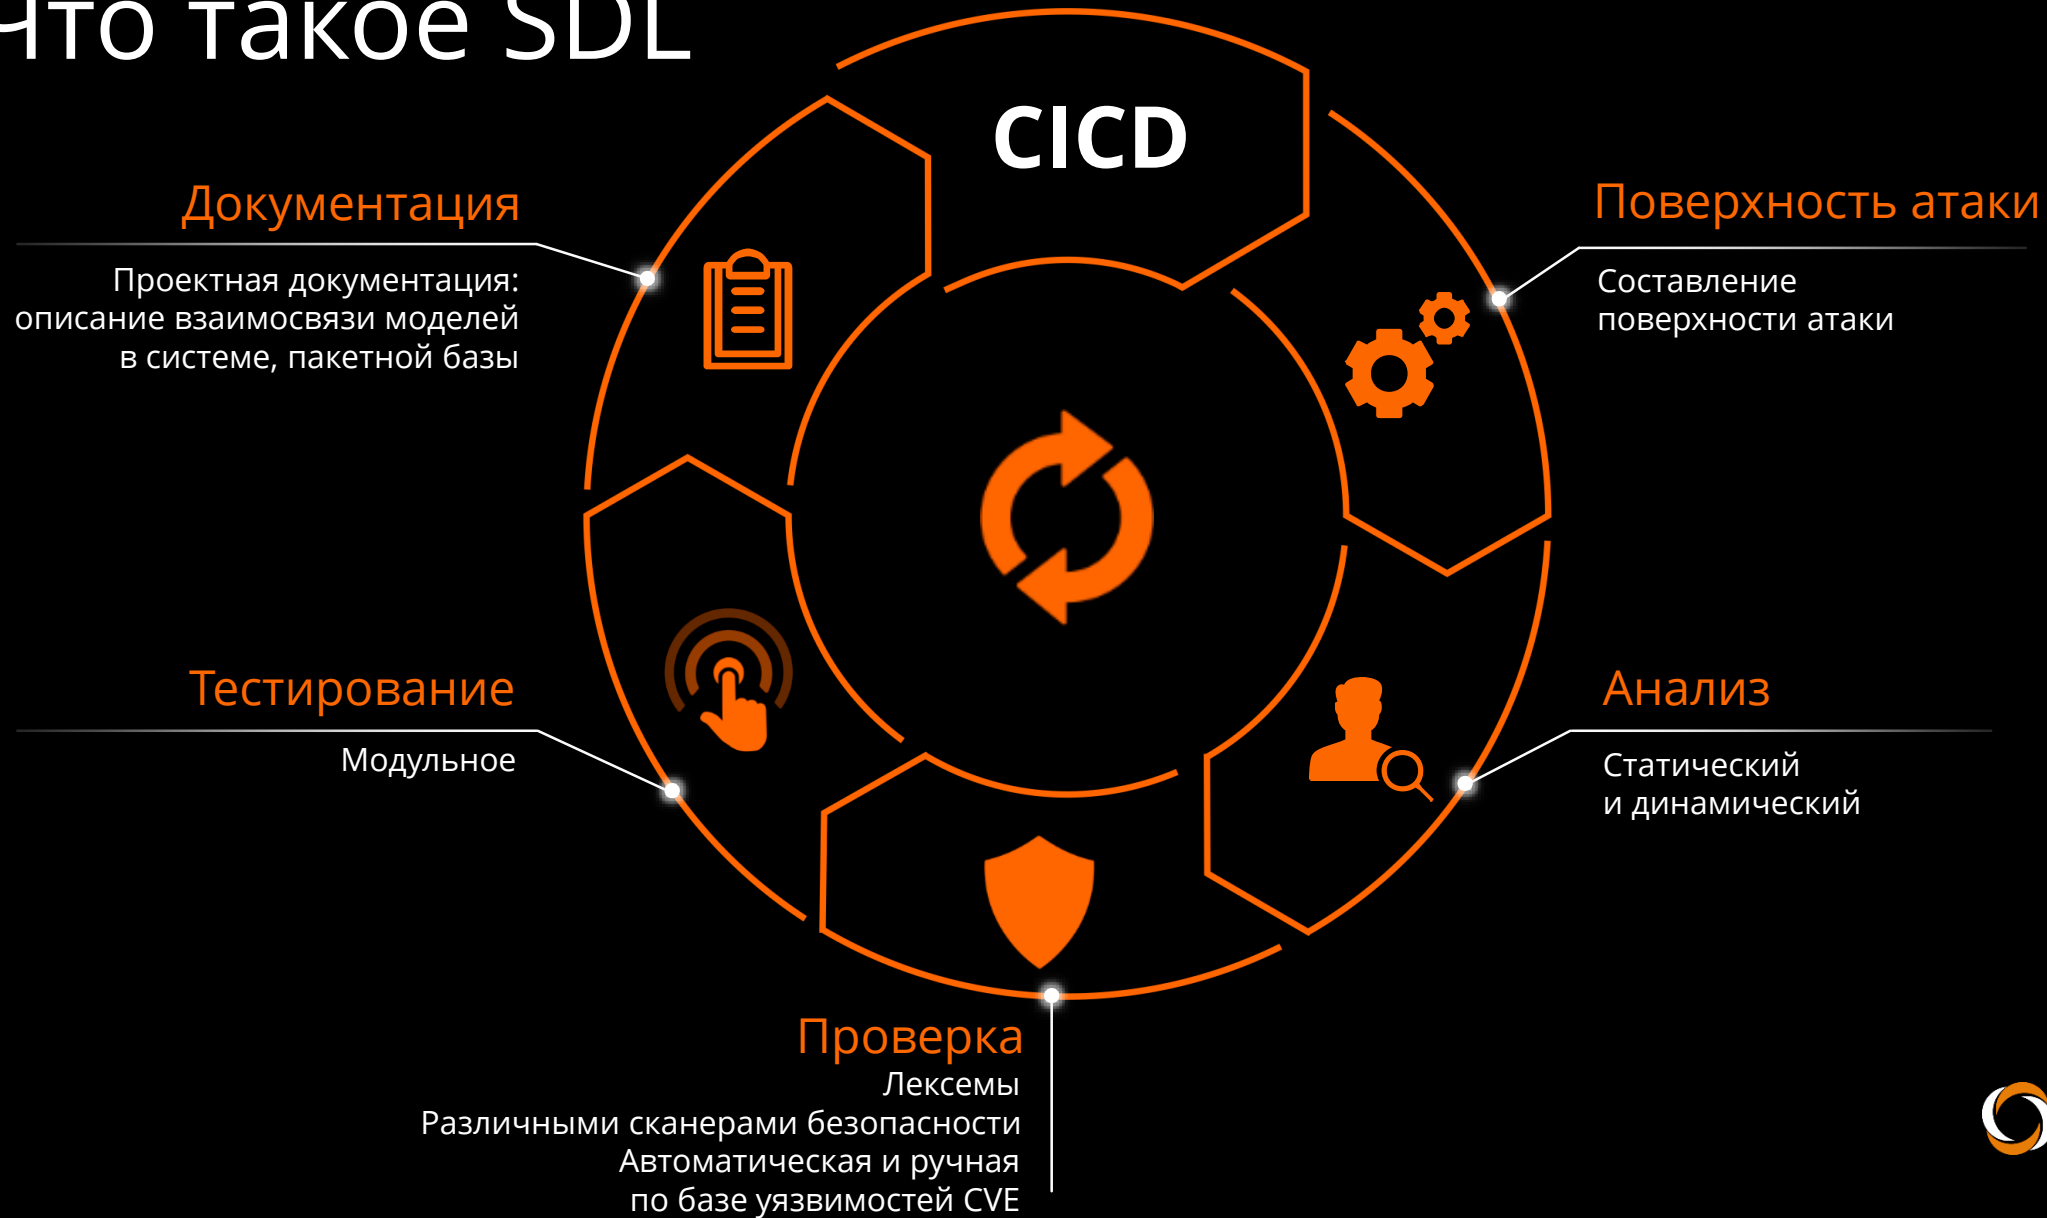 Что такое SDL
CICD
Документация
Проектная документация:
описание взаимосвязи моделей
в системе, пакетной базы
Поверхность атаки
Составление
поверхности атаки
Тестирование
Модульное
Анализ
Статический
и динамический
Проверка
Лексемы
Различными сканерами безопасности
Автоматическая и ручная
по базе уязвимостей CVE